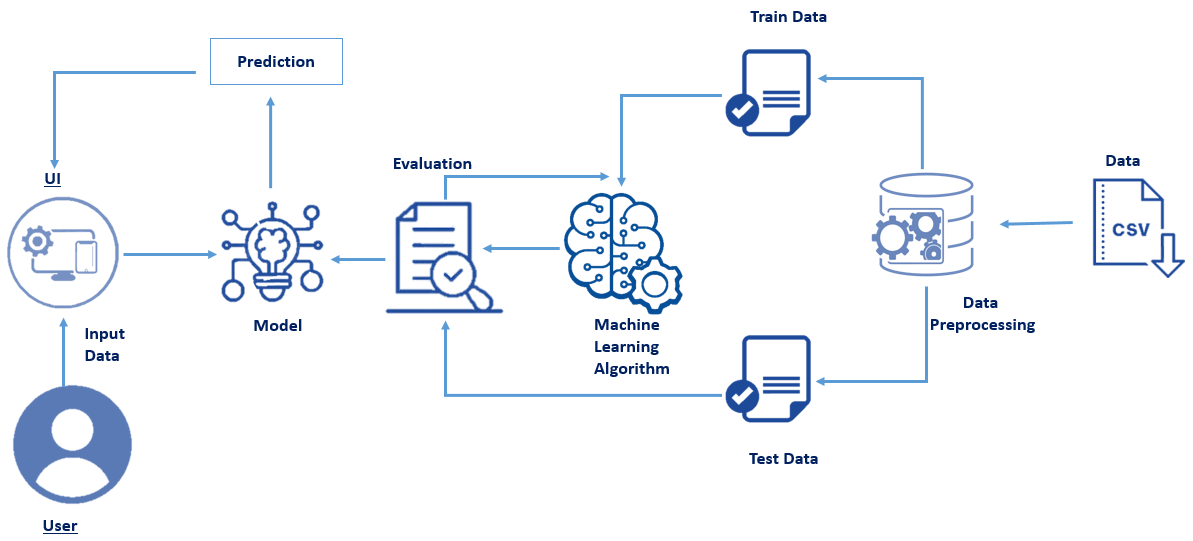 Train Data
Prediction
Evaluation
Data
UI
CSV
Data
Preprocessing
Model
Input
Data
Machine
Learning
Algorithm
Test Data
User